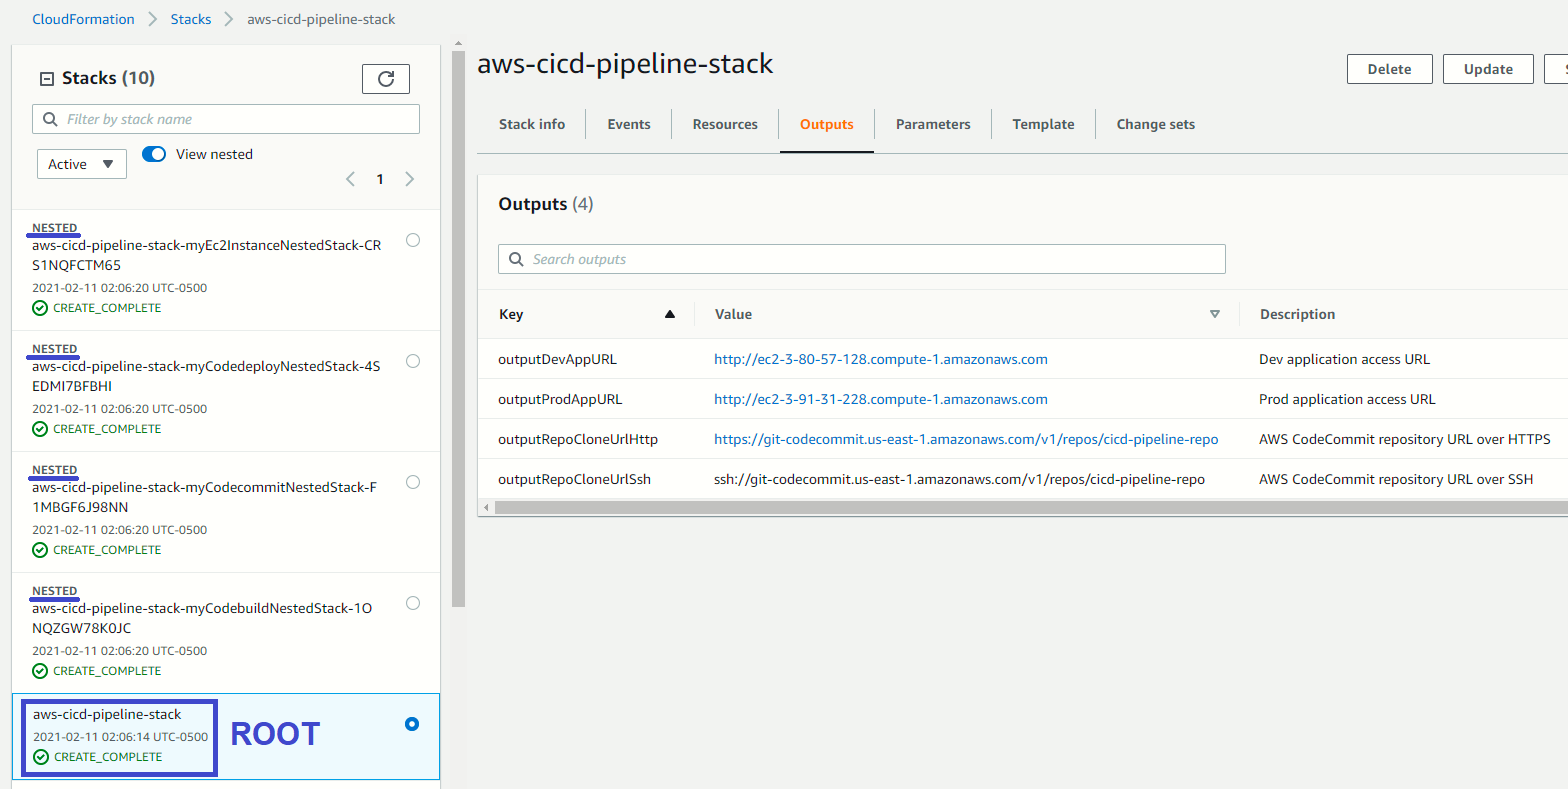 CloudFormation > Stacks > aws-cicd-pipeline-stack
Stacks (10)
Filter by stack name
Active
View nested
1
NESTED
aws-cicd-pipeline-stack-myEc2InstanceNestedStack-CR
S1NQFCTM65
2021-02-11 02:06:20 UTC-0500
CREATE_COMPLETE
NESTED
aws-cicd-pipeline-stack-myCodedeployNestedStack-4S
EDMI7BFBHI
2021-02-11 02:06:20 UTC-0500
CREATE_COMPLETE
NESTED
aws-cicd-pipeline-stack-myCodecommitNestedStack-F
1MBGF6J98NN
2021-02-11 02:06:20 UTC-0500
CREATE_COMPLETE
NESTED
aws-cicd-pipeline-stack-myCodebuildNestedStack-1O
NQZGW78K0JC
2021-02-11 02:06:20 UTC-0500
CREATE_COMPLETE
aws-cicd-pipeline-stack
2021-02-11 02:06:14 UTC-0500
CREATE_COMPLETE
ROOT
aws-cicd-pipeline-stack
Delete Update
Stack info Events Resources Outputs Parameters Template Change sets
Outputs (4)
Search outputs
Key Value Description
outputDevAppURL http://ec2-3-80-57-128.compute-1.amazonaws.com Dev application access URL
outputProdAppURL http://ec2-3-91-31-228.compute-1.amazonaws.com Prod application access URL
outputRepoCloneUrlHttp https://git-codecommit.us-east-1.amazonaws.com/v1/repos/cicd-pipeline-repo AWS CodeCommit repository URL over HTTPS
outputRepoCloneUrlSsh ssh://git-codecommit.us-east-1.amazonaws.com/v1/repos/cicd-pipeline-repo AWS CodeCommit repository URL over SSH